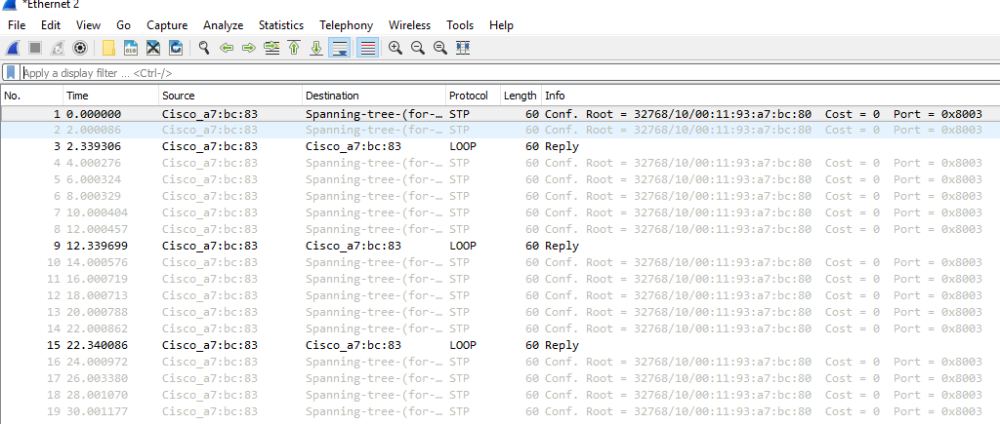 *Ethernet 2
File Edit View Go Capture Analyze Statistics Telephony Wireless Tools Help
Apply a display filter ... <Ctrl-/>
No. Time Source Destination Protocol Length Info
1 0.000000 Cisco_a7:bc:83 Spanning-tree-(for-… STP 60 Conf. Root = 32768/10/00:11:93:a7:bc:80 Cost = 0 Port = 0x8003
2 2.000086 Cisco_a7:bc:83 Spanning-tree-(for-… STP 60 Conf. Root = 32768/10/00:11:93:a7:bc:80 Cost = 0 Port = 0x8003
3 2.339306 Cisco_a7:bc:83 Cisco_a7:bc:83 LOOP 60 Reply
4 4.000276 Cisco_a7:bc:83 Spanning-tree-(for-… STP 60 Conf. Root = 32768/10/00:11:93:a7:bc:80 Cost = 0 Port = 0x8003
5 6.000324 Cisco_a7:bc:83 Spanning-tree-(for-… STP 60 Conf. Root = 32768/10/00:11:93:a7:bc:80 Cost = 0 Port = 0x8003
6 8.000329 Cisco_a7:bc:83 Spanning-tree-(for-… STP 60 Conf. Root = 32768/10/00:11:93:a7:bc:80 Cost = 0 Port = 0x8003
7 10.000404 Cisco_a7:bc:83 Spanning-tree-(for-… STP 60 Conf. Root = 32768/10/00:11:93:a7:bc:80 Cost = 0 Port = 0x8003
8 12.000457 Cisco_a7:bc:83 Spanning-tree-(for-… STP 60 Conf. Root = 32768/10/00:11:93:a7:bc:80 Cost = 0 Port = 0x8003
9 12.339699 Cisco_a7:bc:83 Cisco_a7:bc:83 LOOP 60 Reply
10 14.000576 Cisco_a7:bc:83 Spanning-tree-(for-… STP 60 Conf. Root = 32768/10/00:11:93:a7:bc:80 Cost = 0 Port = 0x8003
11 16.000719 Cisco_a7:bc:83 Spanning-tree-(for-… STP 60 Conf. Root = 32768/10/00:11:93:a7:bc:80 Cost = 0 Port = 0x8003
12 18.000713 Cisco_a7:bc:83 Spanning-tree-(for-… STP 60 Conf. Root = 32768/10/00:11:93:a7:bc:80 Cost = 0 Port = 0x8003
13 20.000788 Cisco_a7:bc:83 Spanning-tree-(for-… STP 60 Conf. Root = 32768/10/00:11:93:a7:bc:80 Cost = 0 Port = 0x8003
14 22.000862 Cisco_a7:bc:83 Spanning-tree-(for-… STP 60 Conf. Root = 32768/10/00:11:93:a7:bc:80 Cost = 0 Port = 0x8003
15 22.340086 Cisco_a7:bc:83 Cisco_a7:bc:83 LOOP 60 Reply
16 24.000972 Cisco_a7:bc:83 Spanning-tree-(for-… STP 60 Conf. Root = 32768/10/00:11:93:a7:bc:80 Cost = 0 Port = 0x8003
17 26.003380 Cisco_a7:bc:83 Spanning-tree-(for-… STP 60 Conf. Root = 32768/10/00:11:93:a7:bc:80 Cost = 0 Port = 0x8003
18 28.001070 Cisco_a7:bc:83 Spanning-tree-(for-… STP 60 Conf. Root = 32768/10/00:11:93:a7:bc:80 Cost = 0 Port = 0x8003
19 30.001177 Cisco_a7:bc:83 Spanning-tree-(for-… STP 60 Conf. Root = 32768/10/00:11:93:a7:bc:80 Cost = 0 Port = 0x8003